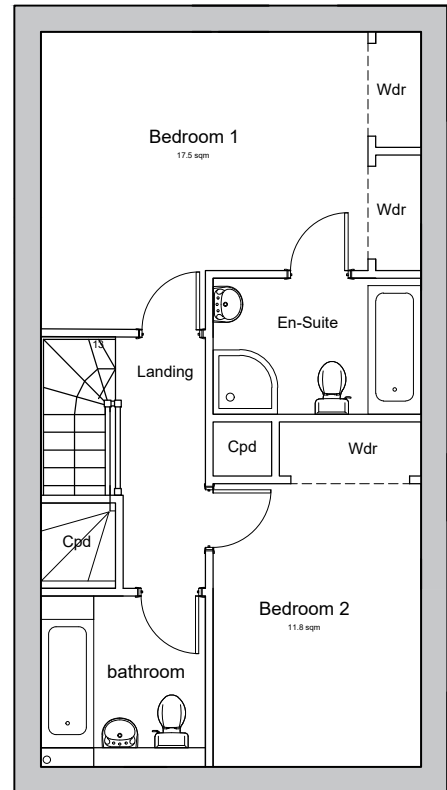 Wdr
Bedroom 1
17.5 sqm
Wdr
En-Suite
13
Landing
Cpd
Wdr
Cpd
Bedroom 2
11.8 sqm
bathroom